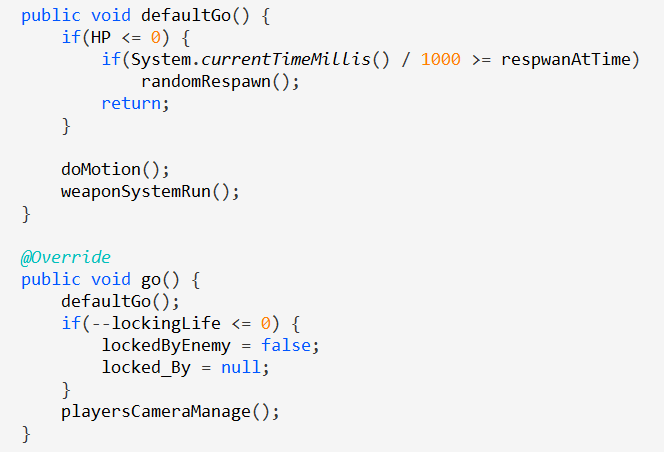 public void defaultGo() {
    if(HP <= 0) {
        if(System.currentTimeMillis() / 1000 >= respwanAtTime)
            randomRespawn();
        return;
    }

    doMotion();
    weaponSystemRun();
}

@Override
public void go() {
    defaultGo();
    if(--lockingLife <= 0) {
        lockedByEnemy = false;
        locked_By = null;
    }
    playersCameraManage();
}